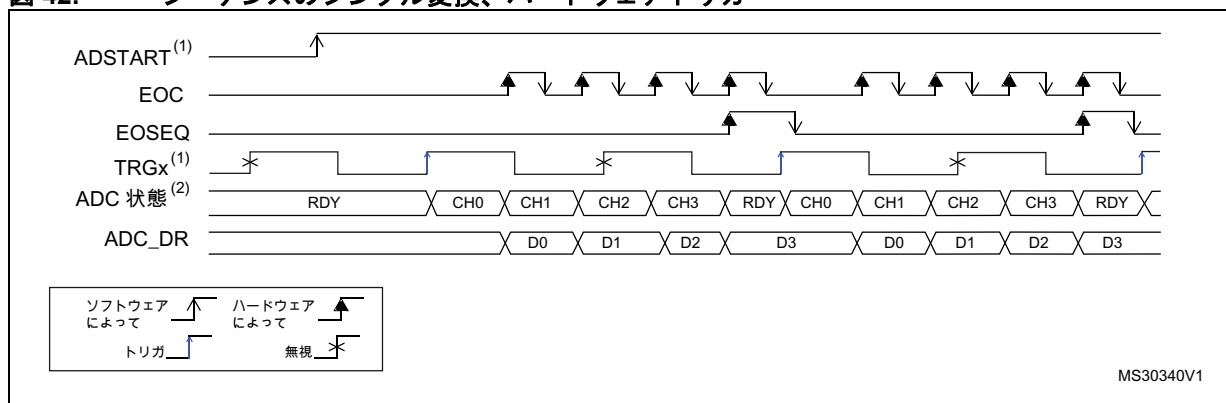 図 42. シーケンスのシングル変換、ハードウェアトリガ
ADSTART(1)
EOC
EOSEQ
TRGx(1)
ADC 状態(2) RDY CH0 CH1 CH2 CH3 RDY CH0 CH1 CH2 CH3 RDY
ADC_DR D0 D1 D2 D3 D0 D1 D2 D3
ソフトウェア ハードウェア
によって によって
トリガ 無視
MS30340V1